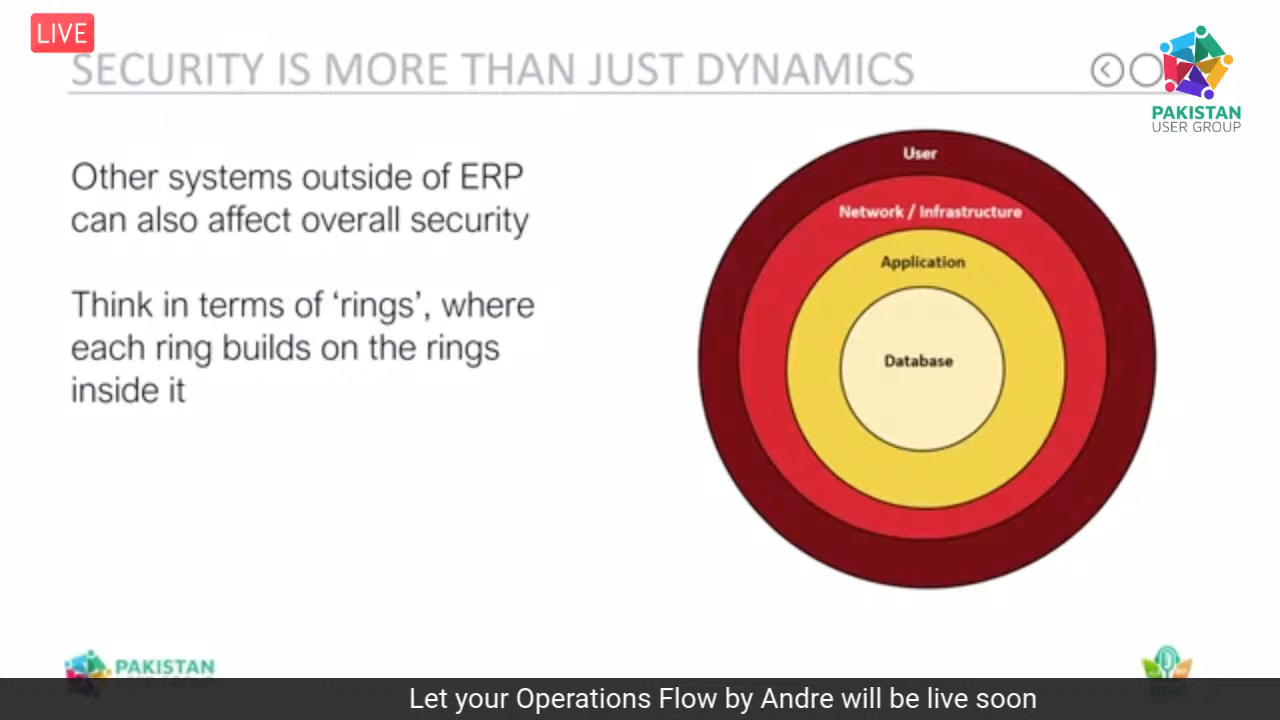 LIVE
SECURITY IS MORE THAN JUST DYNAMICS
PAKISTAN
USER GROUP
Other systems outside of ERP
can also affect overall security
Think in terms of ‘rings’, where
each ring builds on the rings
inside it
User
Network / Infrastructure
Application
Database
PAKISTAN
Let your Operations Flow by Andre will be live soon